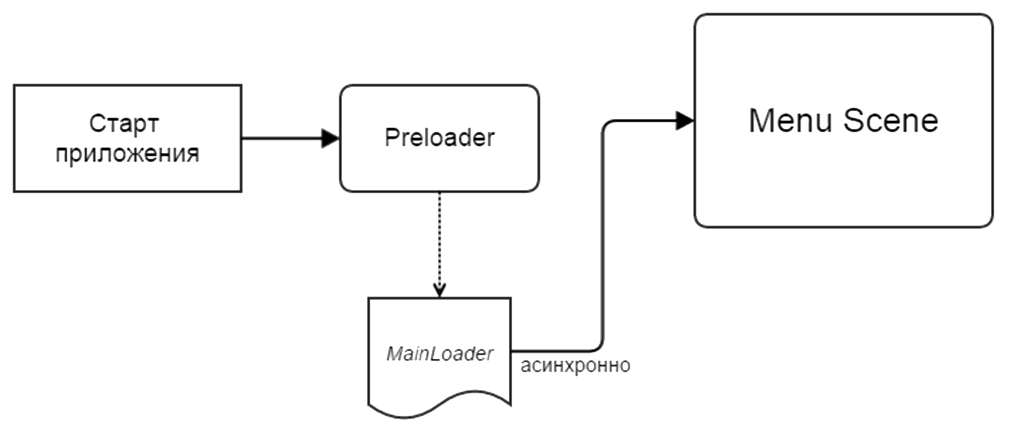 Старт
приложения
Preloader
Menu Scene
MainLoader
асинхронно